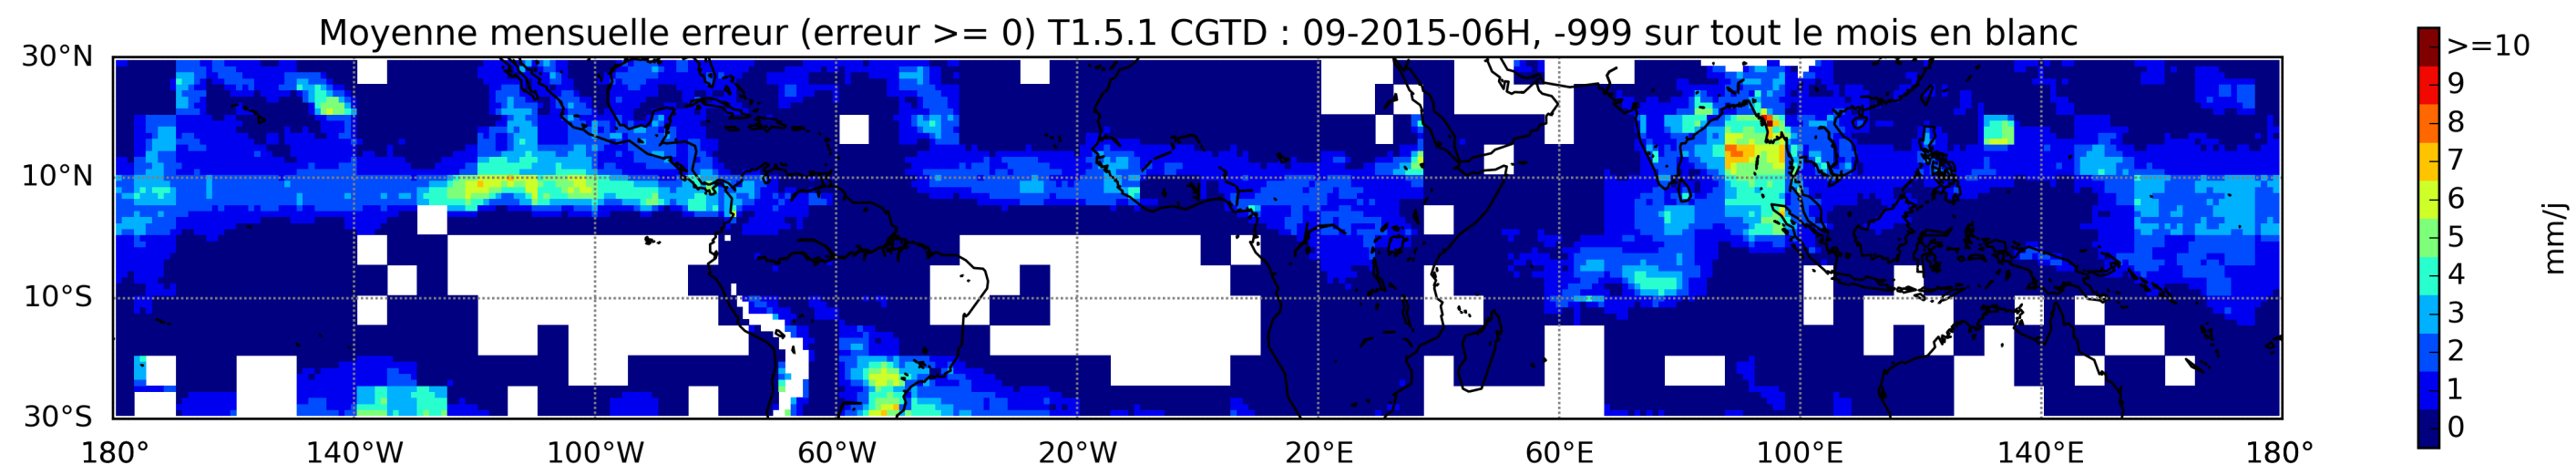 Moyenne mensuelle erreur (erreur >= 0) T1.5.1 CGTD : 09-2015-06H, -999 sur tout le mois en blanc
30°N
10°N
10°S
30°S
180°
140°W
100°W
60°W
20°W
20°E
60°E
100°E
140°E
180°
>=10
9
8
7
6
5
4
3
2
1
0
mm/j